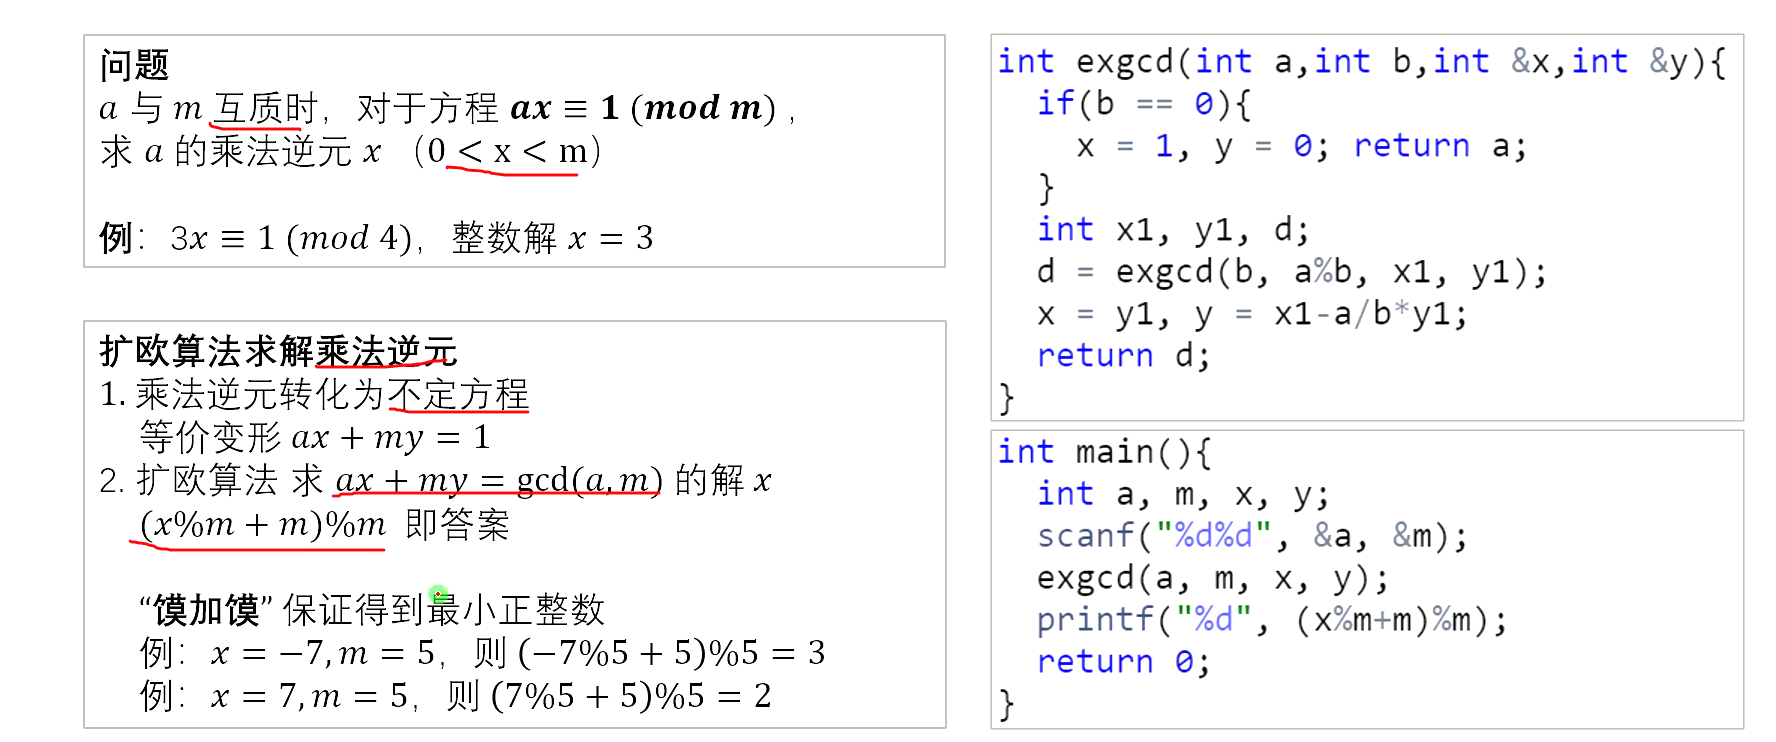 问题
a 与 m 互质时，对于方程 ax ≡ 1 (mod m)，
求 a 的乘法逆元 x （0 < x < m）
例：3x ≡ 1 (mod 4)，整数解 x = 3
扩欧算法求解乘法逆元
1. 乘法逆元转化为不定方程
等价变形 ax + my = 1
2. 扩欧算法 求 ax + my = gcd(a, m) 的解 x
(x%m + m)%m 即答案
“馍加馍” 保证得到最小正整数
例：x = −7, m = 5，则 (−7%5 + 5)%5 = 3
例：x = 7, m = 5，则 (7%5 + 5)%5 = 2
int exgcd(int a,int b,int &x,int &y){
  if(b == 0){
    x = 1, y = 0; return a;
  }
  int x1, y1, d;
  d = exgcd(b, a%b, x1, y1);
  x = y1, y = x1-a/b*y1;
  return d;
}
int main(){
  int a, m, x, y;
  scanf("%d%d", &a, &m);
  exgcd(a, m, x, y);
  printf("%d", (x%m+m)%m);
  return 0;
}